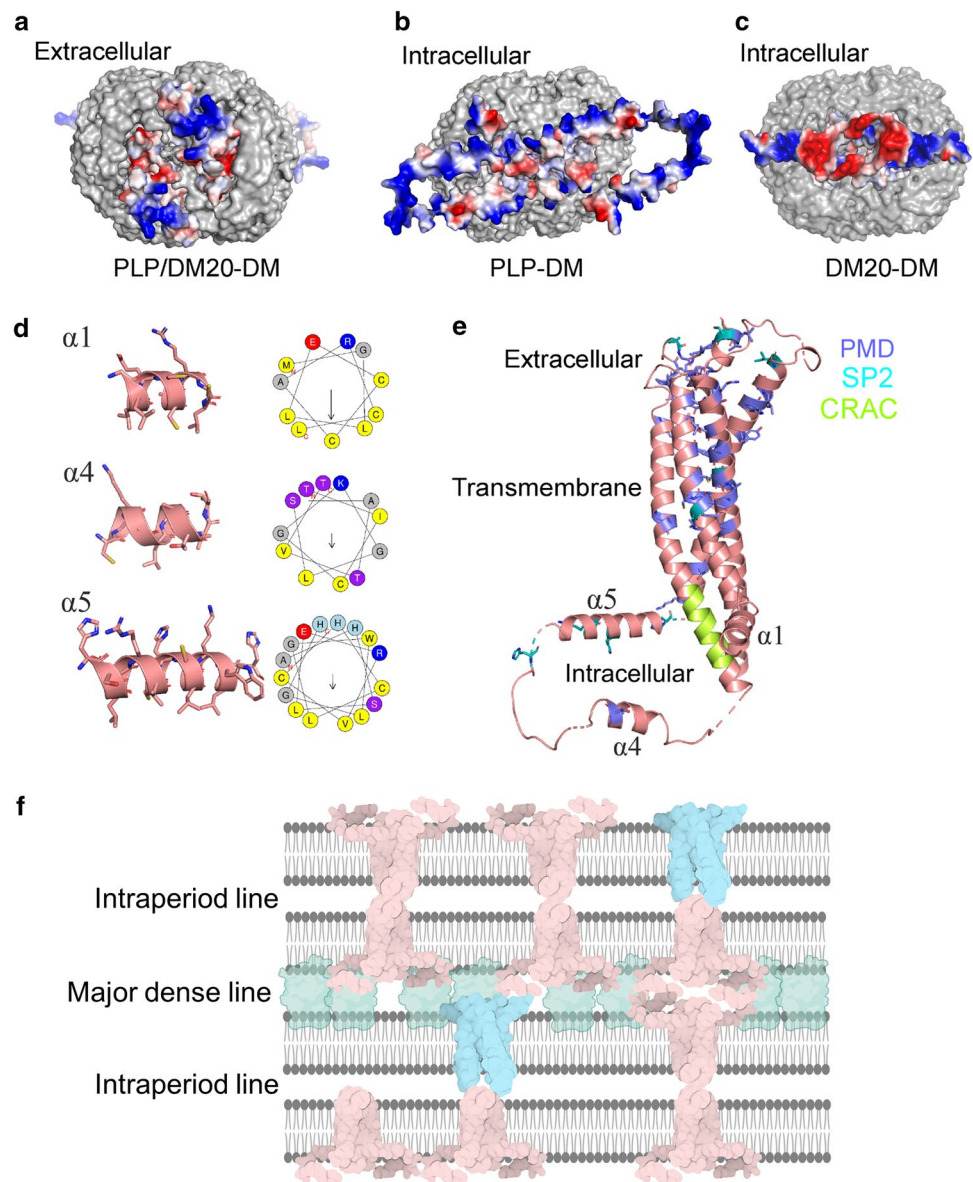 a
Extracellular
PLP/DM20-DM
b
Intracellular
PLP-DM
c
Intracellular
DM20-DM
d
α1
E R
M G
A C
L C
L L
C
α4
T T K
S A
I
G G
V
L C T
α5
H H H
E W
G R
A
C C
G S
L L V L
e
Extracellular
PMD
SP2
CRAC
Transmembrane
α5
α1
Intracellular
α4
f
Intraperiod line
Major dense line
Intraperiod line